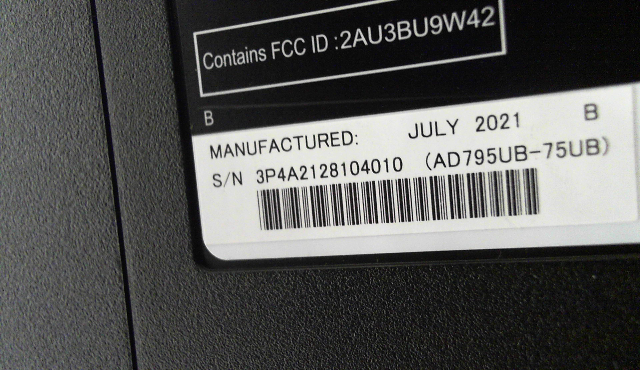 Contains FCC ID :2AU3BU9W42
B
MANUFACTURED: JULY 2021 B
S/N 3P4A2128104010 (AD795UB-75UB)